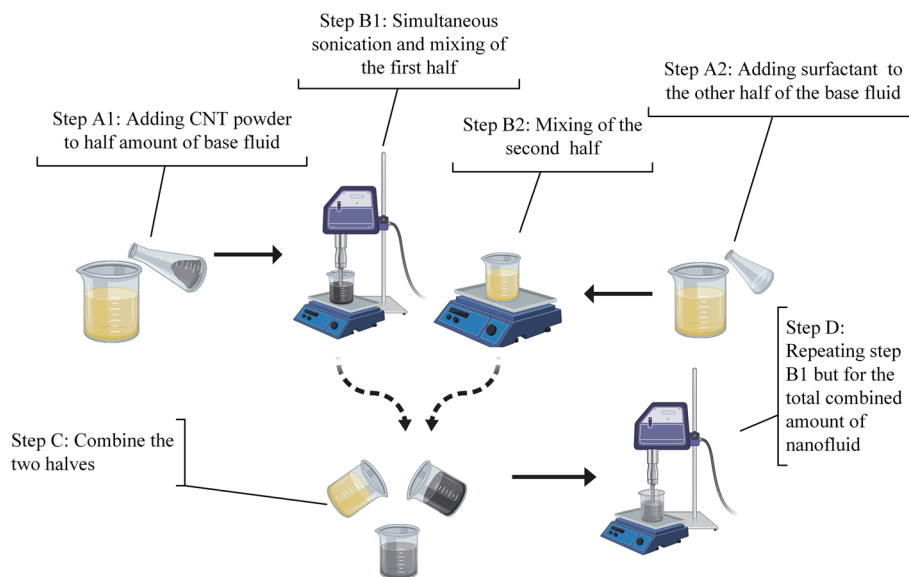 Step B1: Simultaneous
sonication and mixing of
the first half
Step A2: Adding surfactant to
the other half of the base fluid
Step A1: Adding CNT powder
to half amount of base fluid
Step B2: Mixing of the
second half
Step D:
Repeating step
B1 but for the
total combined
amount of
nanofluid
Step C: Combine the
two halves